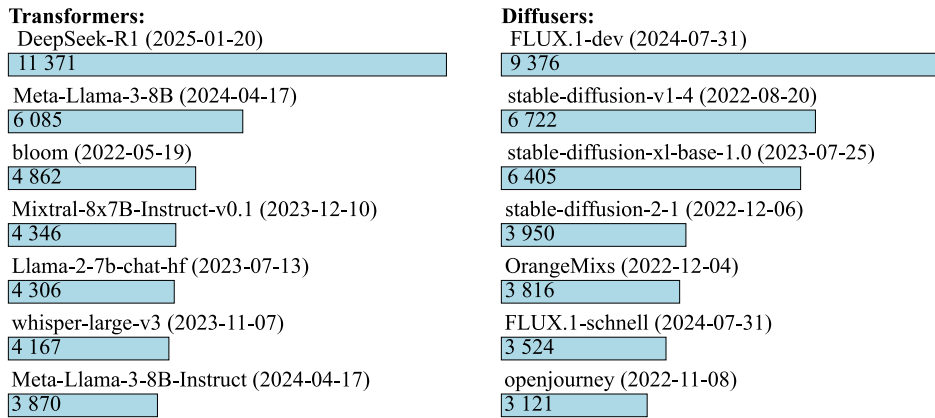 Transformers:
DeepSeek-R1 (2025-01-20)
11 371
Meta-Llama-3-8B (2024-04-17)
6 085
bloom (2022-05-19)
4 862
Mixtral-8x7B-Instruct-v0.1 (2023-12-10)
4 346
Llama-2-7b-chat-hf (2023-07-13)
4 306
whisper-large-v3 (2023-11-07)
4 167
Meta-Llama-3-8B-Instruct (2024-04-17)
3 870
Diffusers:
FLUX.1-dev (2024-07-31)
9 376
stable-diffusion-v1-4 (2022-08-20)
6 722
stable-diffusion-xl-base-1.0 (2023-07-25)
6 405
stable-diffusion-2-1 (2022-12-06)
3 950
OrangeMixs (2022-12-04)
3 816
FLUX.1-schnell (2024-07-31)
3 524
openjourney (2022-11-08)
3 121